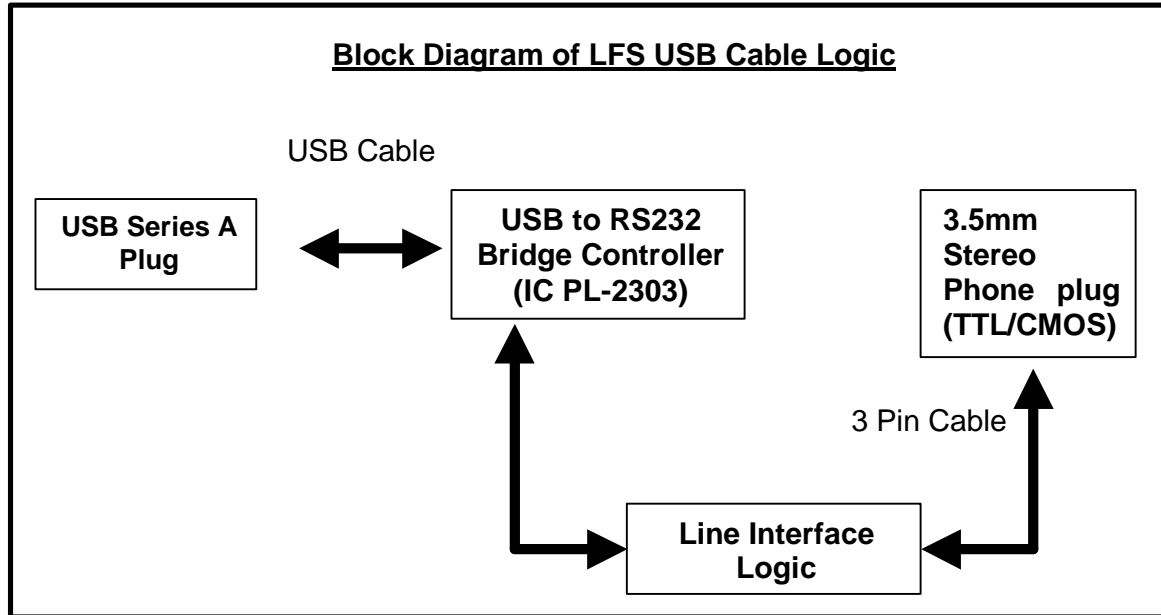 Block Diagram of LFS USB Cable Logic
USB Cable
USB Series A
Plug
USB to RS232
Bridge Controller
(IC PL-2303)
3.5mm
Stereo
Phone plug
(TTL/CMOS)
3 Pin Cable
Line Interface
Logic